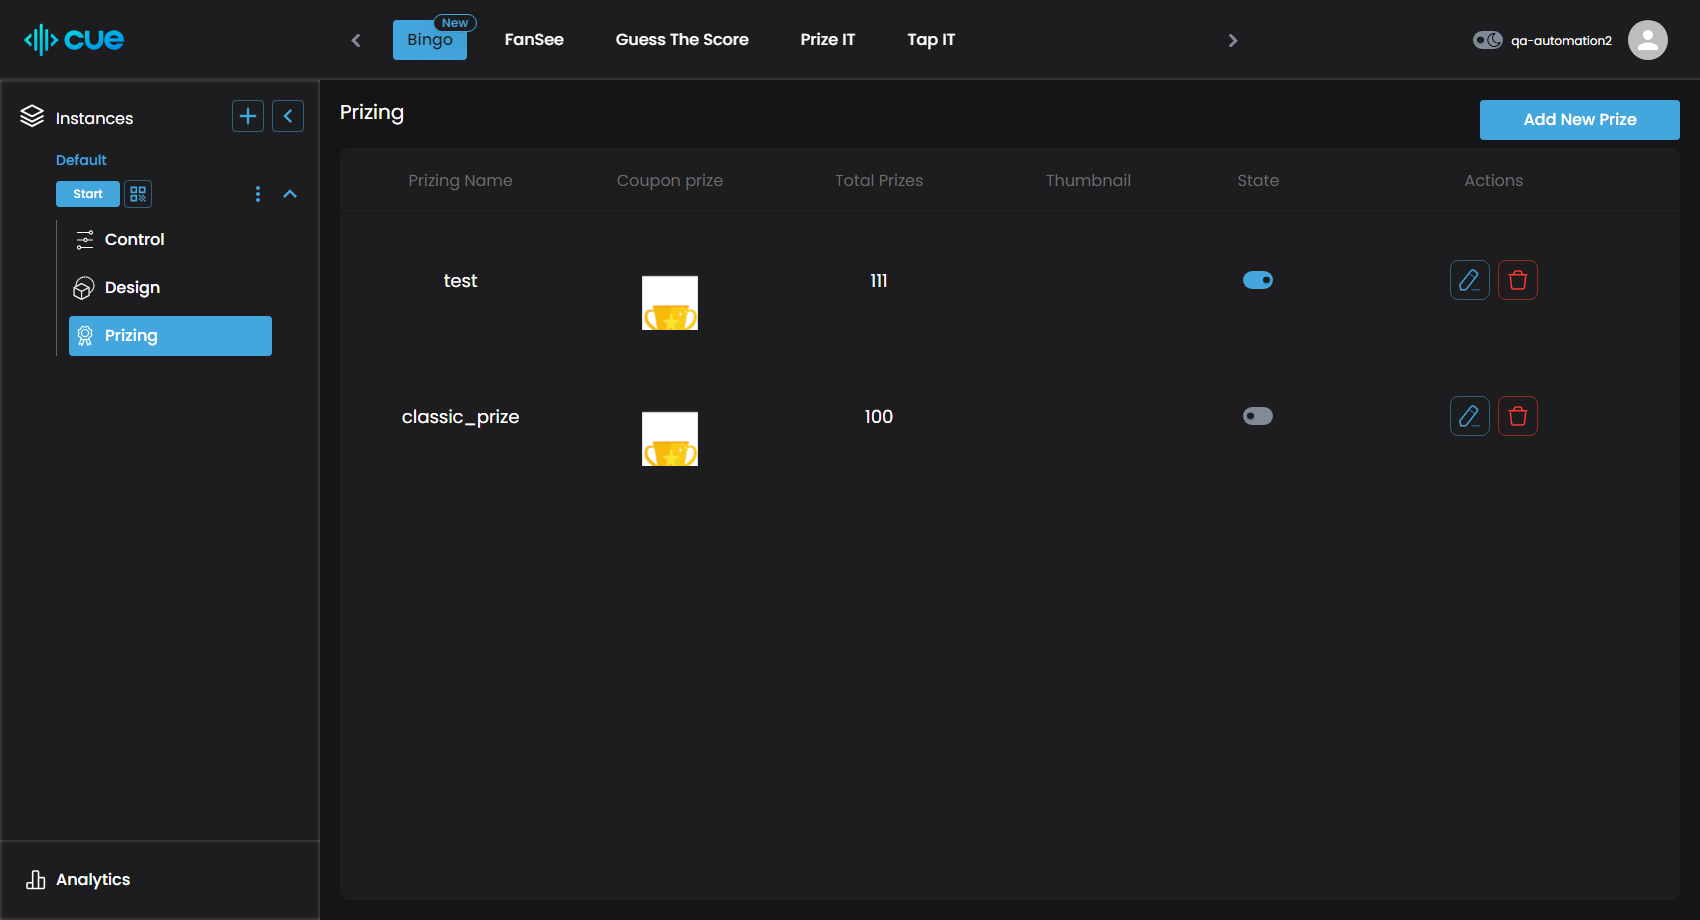 cue
New
Bingo
FanSee
Guess The Score
Prize IT
Tap IT
qa-automation2
Instances
Default
Start
Control
Design
Prizing
Analytics
Prizing
Add New Prize
Prizing Name
Coupon prize
Total Prizes
Thumbnail
State
Actions
test
111
classic_prize
100